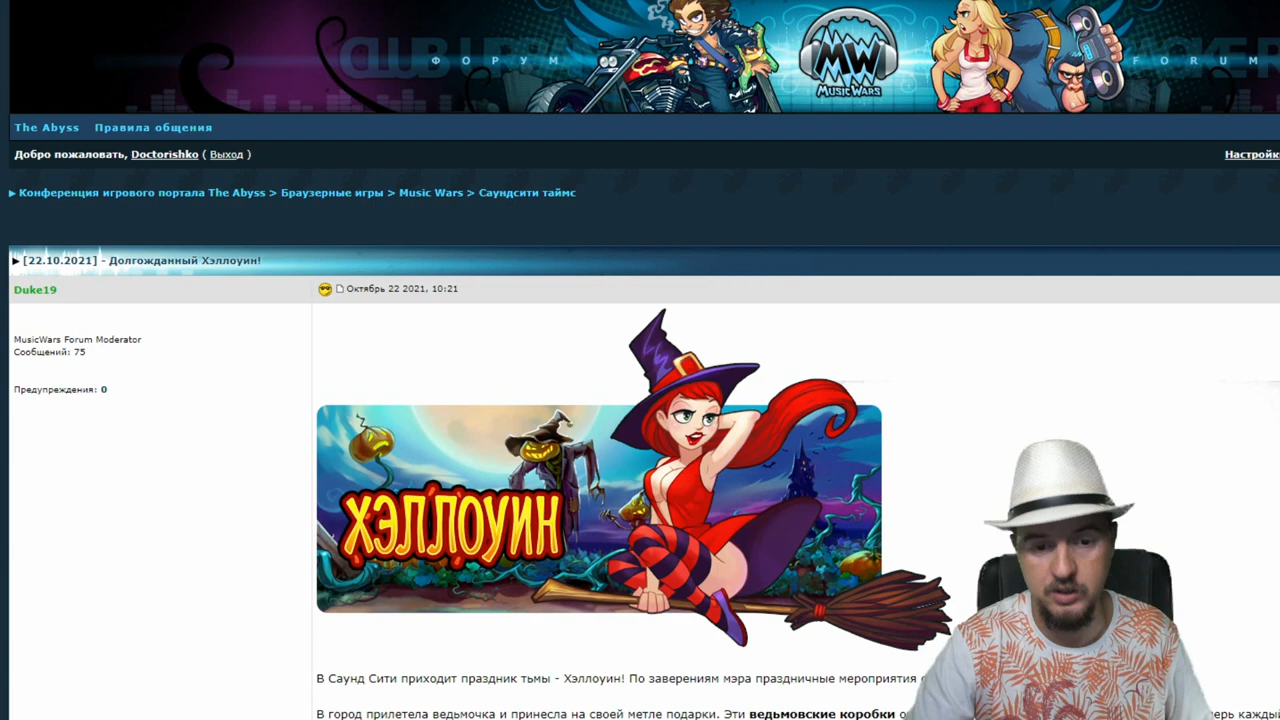 ФОРУМ
MW
MUSICWARS
FORUM
The Abyss Правила общения
Добро пожаловать, Doctorishko ( Выход )
Настройк
Конференция игрового портала The Abyss > Браузерные игры > Music Wars > Саундсити таймс
[22.10.2021] - Долгожданный Хэллоуин!
Duke19
Октябрь 22 2021, 10:21
MusicWars Forum Moderator
Сообщений: 75
Предупреждения: 0
ХЭЛЛОУИН
В Саунд Сити приходит праздник тьмы - Хэллоуин! По заверениям мэра праздничные мероприятия
В город прилетела ведьмочка и принесла на своей метле подарки. Эти ведьмовские коробки